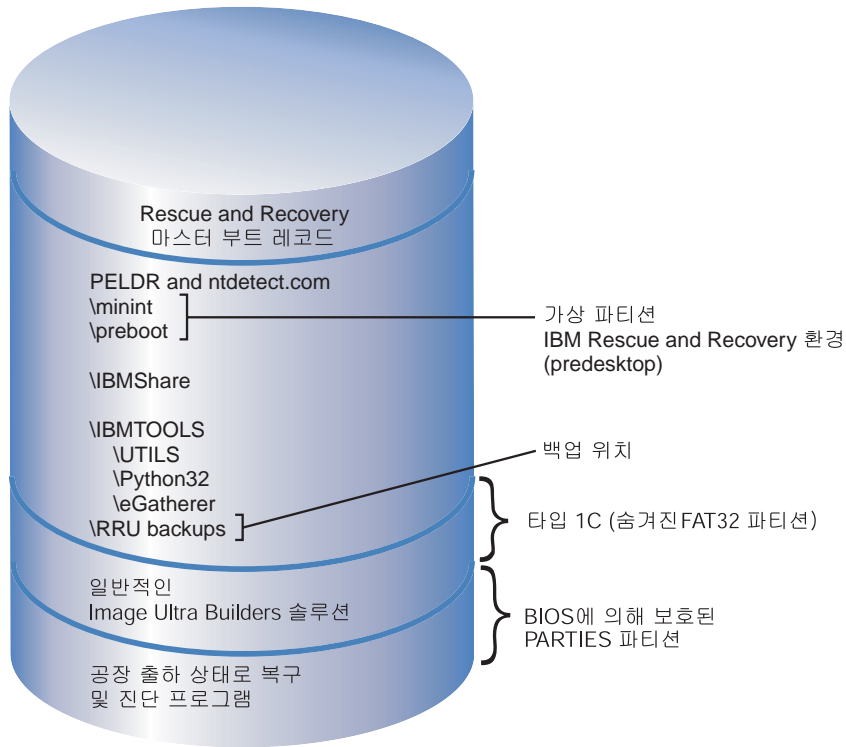 Rescue and Recovery
마스터 부트 레코드
PELDR and ntdetect.com
\minint
\preboot
\IBMShare
\IBMTOOLS
\UTILS
\Python32
\eGatherer
\RRU backups
일반적인
Image Ultra Builders 솔루션
공장 출하 상태로 복구
및 진단 프로그램
가상 파티션
IBM Rescue and Recovery 환경
(predesktop)
백업 위치
타입 1C (숨겨진FAT32 파티션)
BIOS에 의해 보호된
PARTIES 파티션